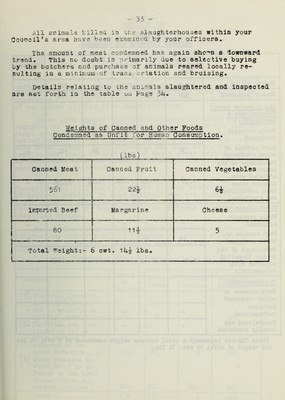 - 33 -
All animals killed in the slaughterhouses within your
Council's area have been examined by your officers.
The amount of meat condemned has again shown a downward
trend. This no doubt is primarily due to selective buying
by the butchers and purchase of animals reared locally re-
sulting in a minimum of transportation and bruising.
Details relating to the animals slaughtered and inspected
are set forth in the table on Page 34.
Weights of Canned and Other Foods
Condemned as Unfit for Human Consumption.
(lbs)
Canned Meat Canned Fruit Canned Vegetables
561 22½ 6½
Imported Beef Margarine Cheese
80 11½ 5
Total Weight:- 6 cwt. 14½ lbs.